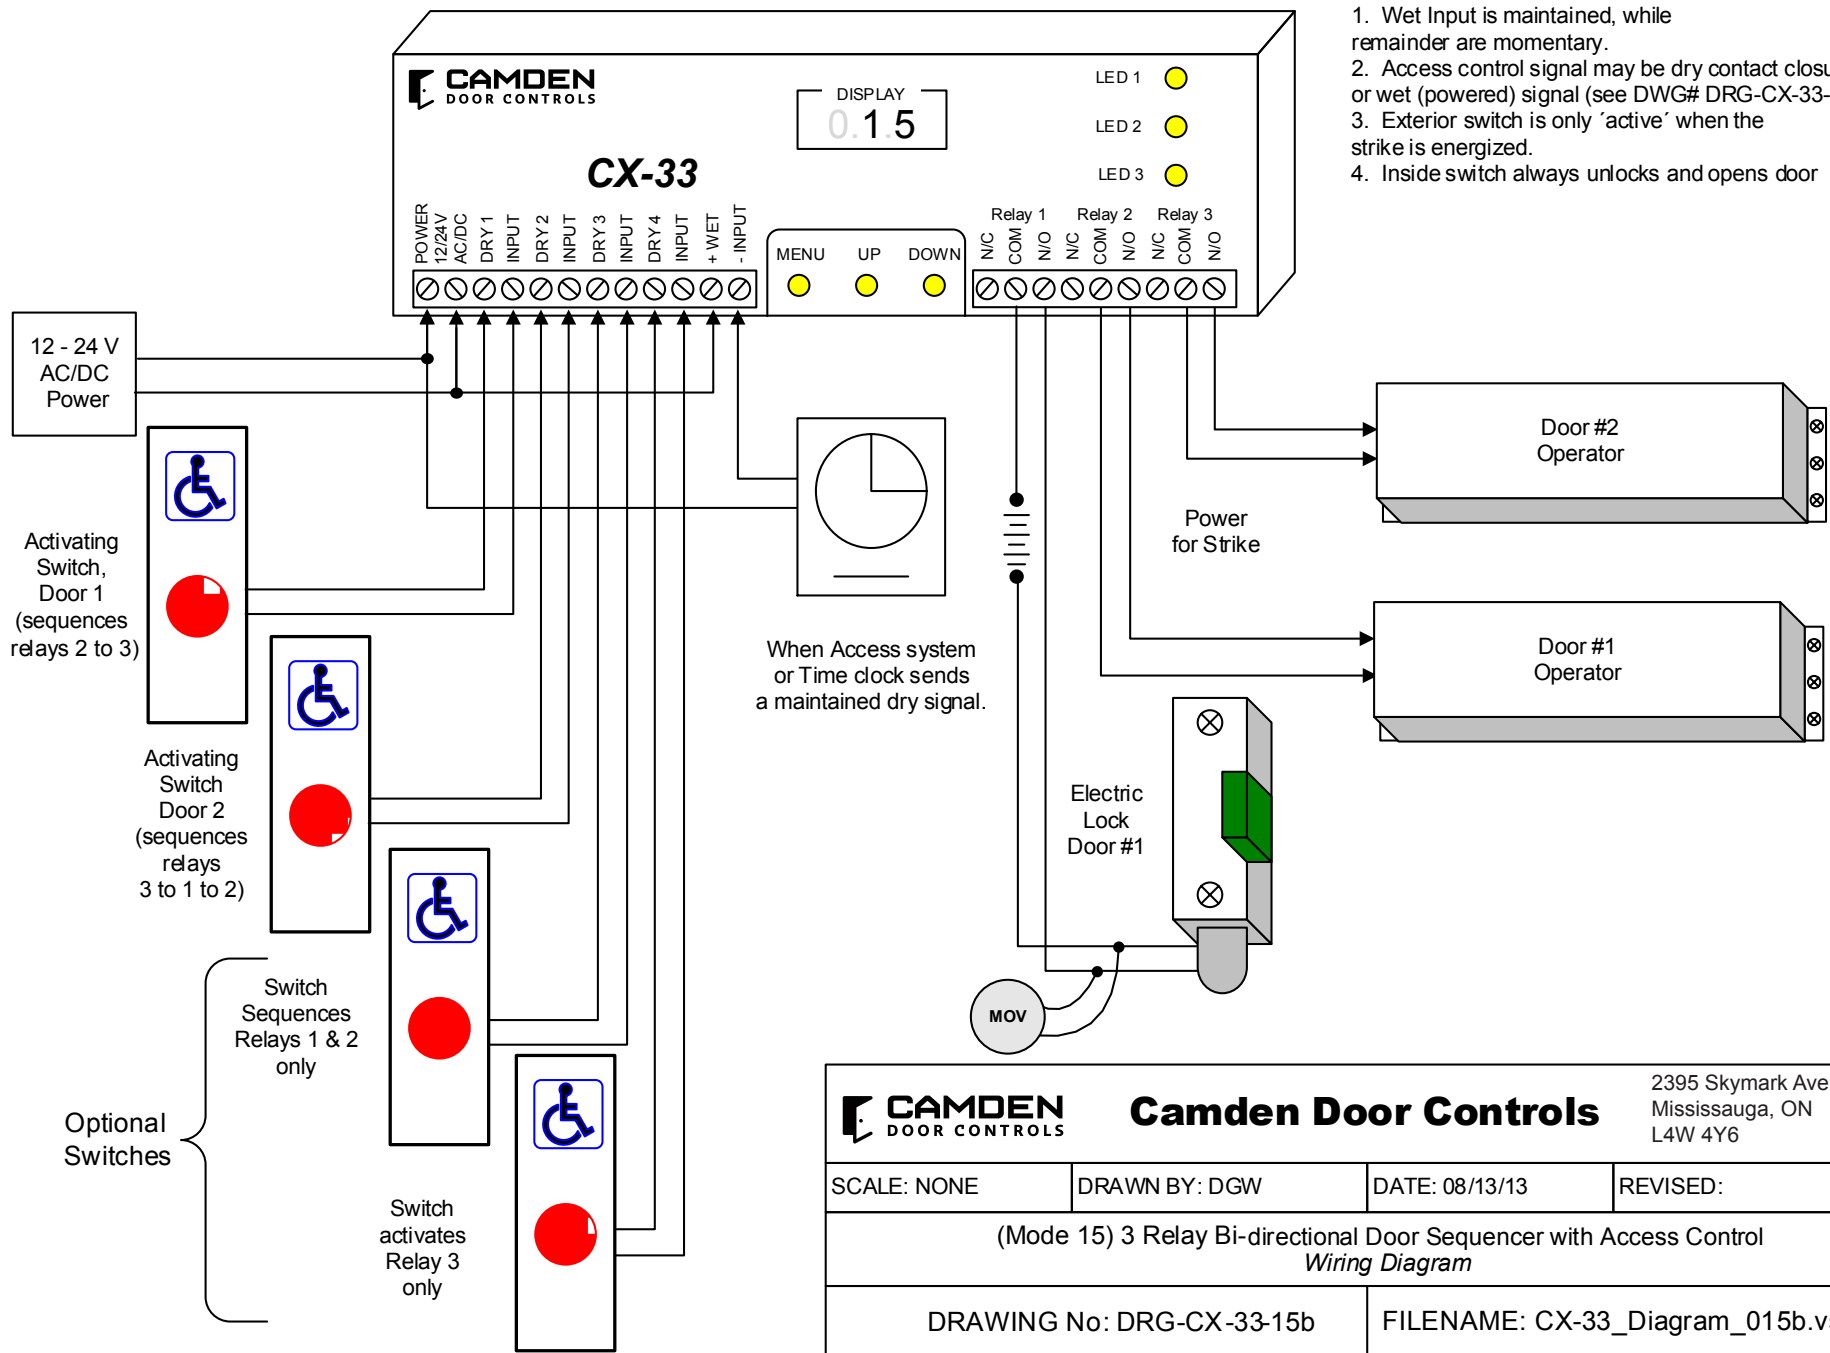 1. Wet Input is maintained, while
remainder are momentary.
2. Access control signal may be dry contact closu
or wet (powered) signal (see DWG# DRG-CX-33-
3. Exterior switch is only ´active´ when the
strike is energized.
4. Inside switch always unlocks and opens door
CAMDEN
DOOR CONTROLS
DISPLAY
0.1.5
LED 1
LED 2
LED 3
CX-33
POWER
12/24V
AC/DC
DRY 1
INPUT
DRY 2
INPUT
DRY 3
INPUT
DRY 4
INPUT
+ WET
- INPUT
MENU UP DOWN
Relay 1 Relay 2 Relay 3
N/C
COM
N/O
N/C
COM
N/O
N/C
COM
N/O
12 - 24 V
AC/DC
Power
Activating
Switch,
Door 1
(sequences
relays 2 to 3)
Activating
Switch
Door 2
(sequences
relays
3 to 1 to 2)
Switch
Sequences
Relays 1 & 2
only
Optional
Switches
Switch
activates
Relay 3
only
When Access system
or Time clock sends
a maintained dry signal.
Power
for Strike
Door #2
Operator
Door #1
Operator
Electric
Lock
Door #1
MOV
CAMDEN
DOOR CONTROLS
Camden Door Controls
2395 Skymark Ave
Mississauga, ON
L4W 4Y6
SCALE: NONE
DRAWN BY: DGW
DATE: 08/13/13
REVISED:
(Mode 15) 3 Relay Bi-directional Door Sequencer with Access Control
Wiring Diagram
DRAWING No: DRG-CX-33-15b
FILENAME: CX-33_Diagram_015b.vs